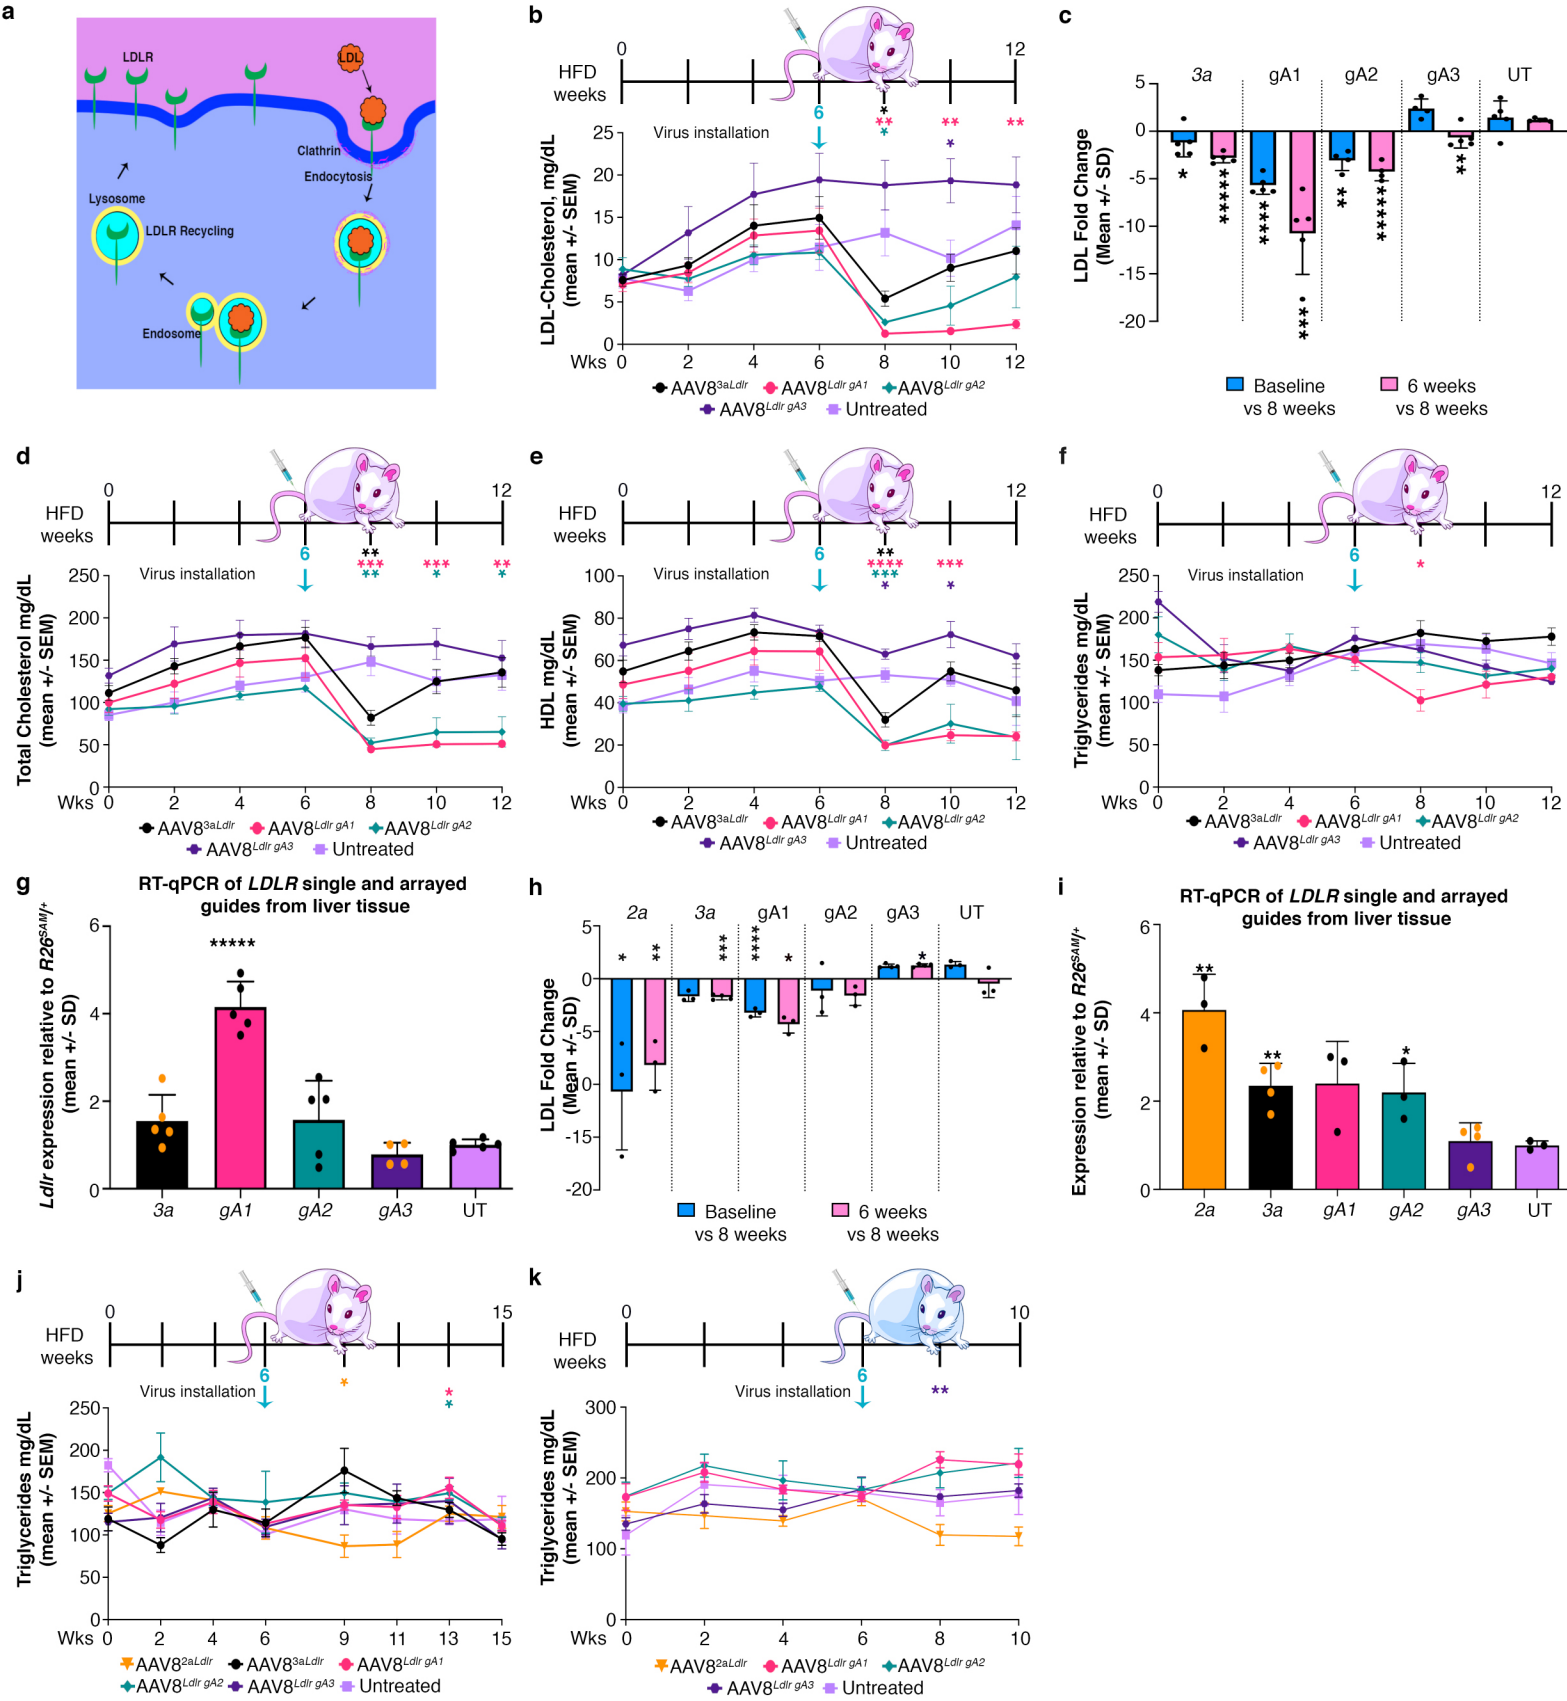 a
LDLR
LDL
Clathrin
Endocytosis
Lysosome
LDLR Recycling
Endosome
b
0
12
HFD
weeks
6
**
*
**
**
*
*
Virus installation
LDL-Cholesterol, mg/dL
(mean +/- SEM)
25
20
15
10
5
0
Wks 0 2 4 6 8 10 12
AAV8 3aLdlr AAV8 Ldlr gA1 AAV8 Ldlr gA2
AAV8 Ldlr gA3 Untreated
c
3a gA1 gA2 gA3 UT
LDL Fold Change
(Mean +/- SD)
5
0
-5
-10
-15
-20
*
*****
****
***
**
*****
**
Baseline
vs 8 weeks
6 weeks
vs 8 weeks
d
0
12
HFD
weeks
6
**
*** *** **
** * *
Virus installation
Total Cholesterol mg/dL
(mean +/- SEM)
250
200
150
100
50
0
Wks 0 2 4 6 8 10 12
AAV8 3aLdlr AAV8 Ldlr gA1 AAV8 Ldlr gA2
AAV8 Ldlr gA3 Untreated
e
0
12
HFD
weeks
6
**
**** ***
***
* *
Virus installation
HDL mg/dL
(mean +/- SEM)
100
80
60
40
20
0
Wks 0 2 4 6 8 10 12
AAV8 3aLdlr AAV8 Ldlr gA1 AAV8 Ldlr gA2
AAV8 Ldlr gA3 Untreated
f
0
12
HFD
weeks
6
*
Virus installation
Triglycerides mg/dL
(mean +/- SEM)
250
200
150
100
50
0
Wks 0 2 4 6 8 10 12
AAV8 3aLdlr AAV8 Ldlr gA1 AAV8 Ldlr gA2
AAV8 Ldlr gA3 Untreated
g
RT-qPCR of LDLR single and arrayed
guides from liver tissue
Ldlr expression relative to R26SAM/+
(mean +/- SD)
6
4
2
0
*****
3a gA1 gA2 gA3 UT
h
2a 3a gA1 gA2 gA3 UT
LDL Fold Change
(Mean +/- SD)
5
0
-5
-10
-15
-20
*
**
***
****
*
*
Baseline
vs 8 weeks
6 weeks
vs 8 weeks
i
RT-qPCR of LDLR single and arrayed
guides from liver tissue
Expression relative to R26SAM/+
(mean +/- SD)
6
4
2
0
**
**
*
2a 3a gA1 gA2 gA3 UT
j
0
15
HFD
weeks
6
*
*
*
Virus installation
Triglycerides mg/dL
(mean +/- SEM)
250
200
150
100
50
0
Wks 0 2 4 6 9 11 13 15
AAV8 2aLdlr AAV8 3aLdlr AAV8 Ldlr gA1
AAV8 Ldlr gA2 AAV8 Ldlr gA3 Untreated
k
0
10
HFD
weeks
6
**
Virus installation
Triglycerides mg/dL
(mean +/- SEM)
300
200
100
0
Wks 0 2 4 6 8 10
AAV8 2aLdlr AAV8 Ldlr gA1 AAV8 Ldlr gA2
AAV8 Ldlr gA3 Untreated